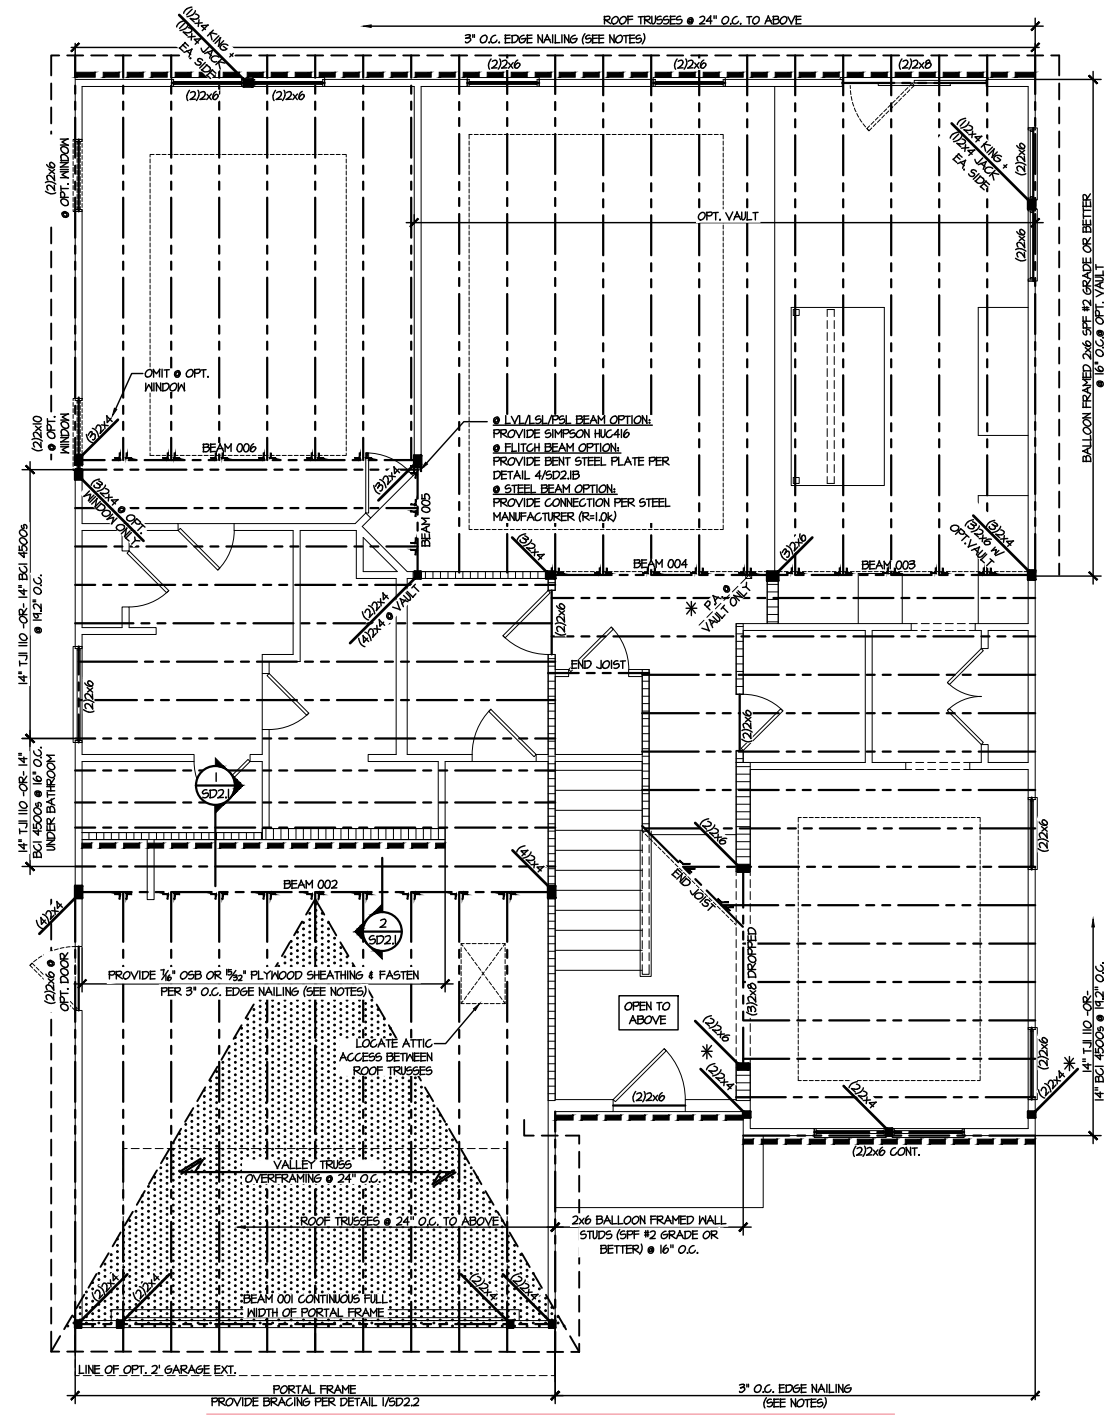 ROOF TRUSSES @ 24" O.C. TO ABOVE
3" O.C. EDGE NAILING (SEE NOTES)
(1)2x4 KING +
(1)2x4 JACK
EA. SIDE
(2)2x6
(2)2x6
(2)2x6
(2)2x6
(2)2x8
(2)2x6
@ OPT. WINDOW
(1)2x4 KING +
(1)2x4 JACK
EA. SIDE
(2)2x6
(2)2x6
OPT. VAULT
BALLOON FRAMED 2x6 SPF #2 GRADE OR BETTER
@ 16" O.C.@ OPT. VAULT
OMIT @ OPT.
WINDOW
(2)2x10
@ OPT.
WINDOW
(3)2x4
BEAM 006
@ LVL/LSL/PSL BEAM OPTION:
PROVIDE SIMPSON HUC416
@ FLITCH BEAM OPTION:
PROVIDE BENT STEEL PLATE PER
DETAIL 4/SD2.1B
@ STEEL BEAM OPTION:
PROVIDE CONNECTION PER STEEL
MANUFACTURER (R=1.0k)
(3)2x4
(3)2x4 @ OPT.
WINDOW ONLY
BEAM 005
(3)2x4
BEAM 004
(3)2x6
BEAM 003
(3)2x4
(3)2x6 W/
OPT.VAULT
14" TJI 110 -OR- 14" BCI 4500s
@ 19.2" O.C.
(2)2x4
(4)2x4 @ VAULT
(2)2x6
* P.A. @
VAULT ONLY
END JOIST
(2)2x6
(2)2x6
14" TJI 110 -OR- 14"
BCI 4500s @ 16" O.C.
UNDER BATHROOM
1
SD2.1
(2)2x6
(2)2x6
(4)2x4
BEAM 002
END JOIST
(4)2x4
2
SD2.1
(3)2x8 DROPPED
(2)2x6 @
OPT. DOOR
PROVIDE 7/16" OSB OR 15/32" PLYWOOD SHEATHING & FASTEN
PER 3" O.C. EDGE NAILING (SEE NOTES)
OPEN TO
ABOVE
LOCATE ATTIC
ACCESS BETWEEN
ROOF TRUSSES
(2)2x6
*
(2)2x4
(2)2x6
(2)2x6
(2)2x4 *
(2)2x4
14" TJI 110 -OR-
14" BCI 4500s @ 19.2" O.C.
(2)2x6 CONT.
VALLEY TRUSS
OVERFRAMING @ 24" O.C.
ROOF TRUSSES @ 24" O.C. TO ABOVE
2x6 BALLOON FRAMED WALL
STUDS (SPF #2 GRADE OR
BETTER) @ 16" O.C.
(2)2x4
(2)2x4
(2)2x4
(2)2x4
BEAM 001 CONTINUOUS FULL
WIDTH OF PORTAL FRAME
LINE OF OPT. 2' GARAGE EXT.
PORTAL FRAME
PROVIDE BRACING PER DETAIL 1/SD2.2
3" O.C. EDGE NAILING
(SEE NOTES)